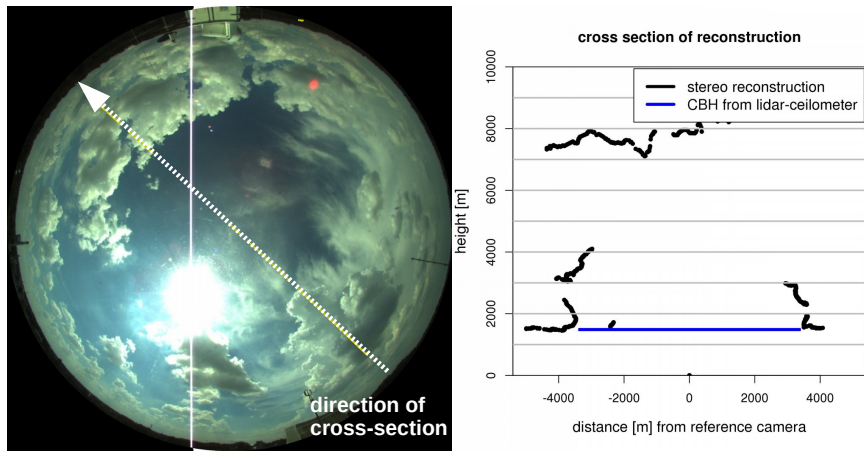 direction of
cross-section
cross section of reconstruction
stereo reconstruction
CBH from lidar-ceilometer
height [m]
10000
8000
6000
4000
2000
0
-4000 -2000 0 2000 4000
distance [m] from reference camera